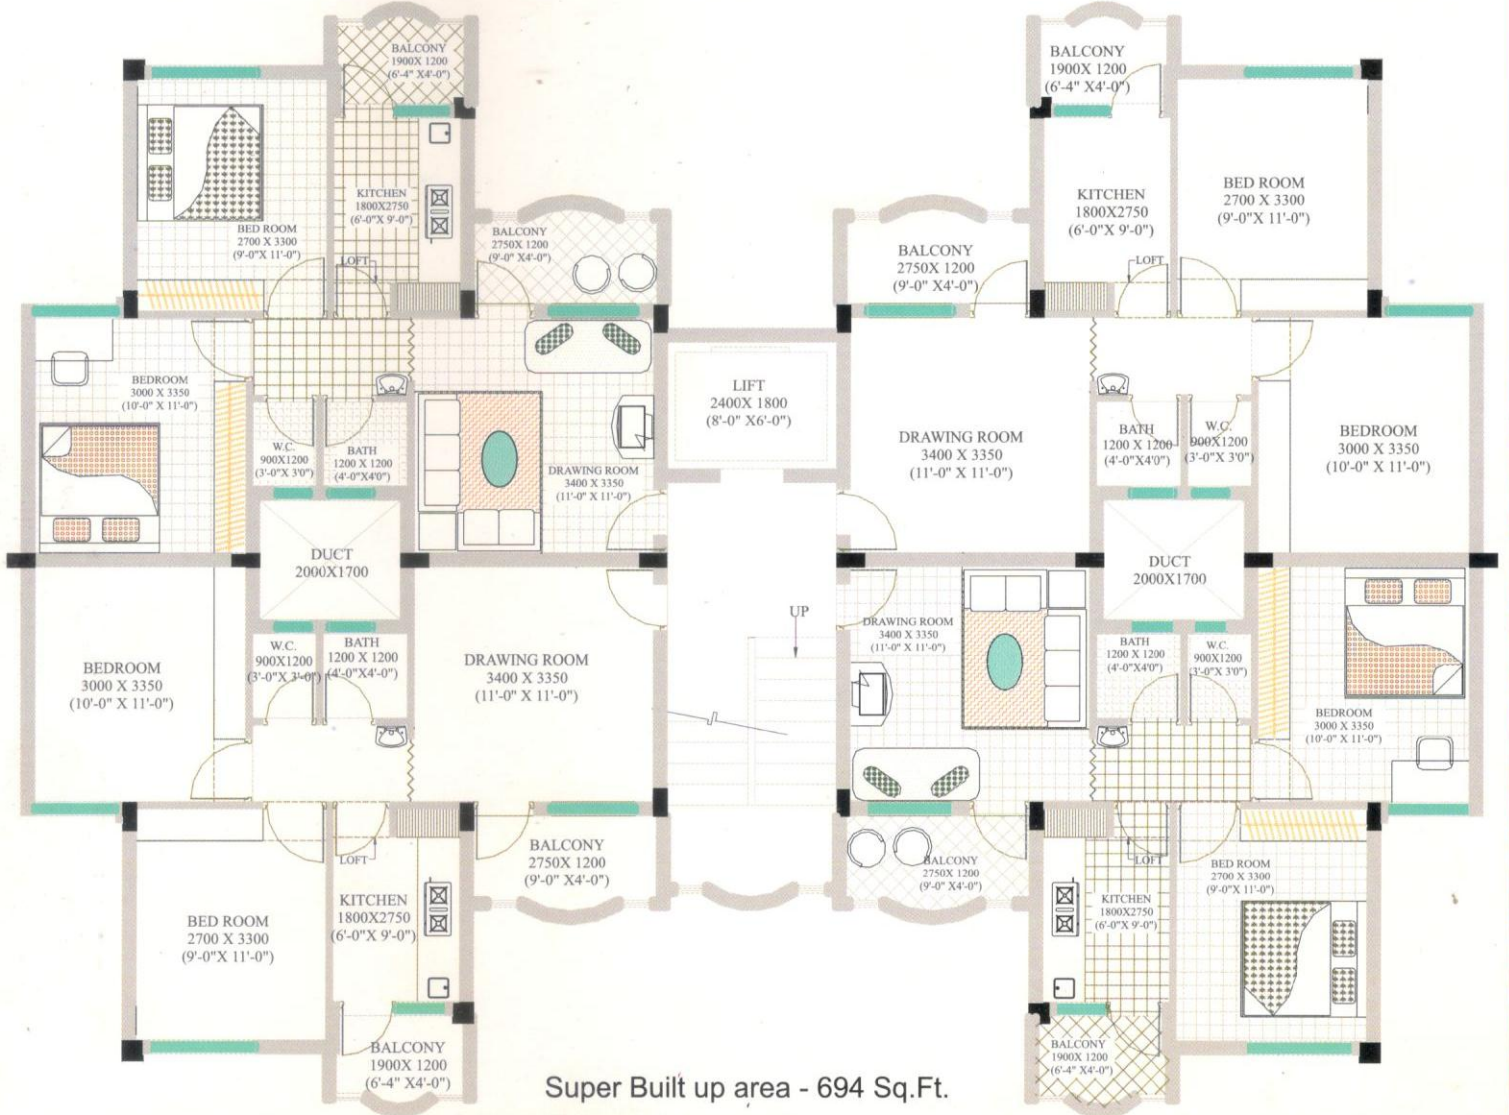 BALCONY
1900X 1200
(6'-4" X4'-0")
KITCHEN
1800X2750
(6'-0"X 9'-0")
BED ROOM
2700 X 3300
(9'-0"X 11'-0")
LOFT
BALCONY
2750X 1200
(9'-0" X4'-0")
BEDROOM
3000 X 3350
(10'-0" X 11'-0")
W.C.
900X1200
(3'-0"X 3'0")
BATH
1200 X 1200
(4'-0"X4'0")
DRAWING ROOM
3400 X 3350
(11'-0" X 11'-0")
DUCT
2000X1700
LIFT
2400X 1800
(8'-0" X6'-0")
BALCONY
1900X 1200
(6'-4" X4'-0")
KITCHEN
1800X2750
(6'-0"X 9'-0")
BED ROOM
2700 X 3300
(9'-0"X 11'-0")
LOFT
BALCONY
2750X 1200
(9'-0" X4'-0")
DRAWING ROOM
3400 X 3350
(11'-0" X 11'-0")
BATH
1200 X 1200
(4'-0"X4'0")
W.C.
900X1200
(3'-0"X 3'0")
BEDROOM
3000 X 3350
(10'-0" X 11'-0")
DUCT
2000X1700
UP
BEDROOM
3000 X 3350
(10'-0" X 11'-0")
W.C.
900X1200
(3'-0"X 3'-0")
BATH
1200 X 1200
(4'-0"X4'-0")
DRAWING ROOM
3400 X 3350
(11'-0" X 11'-0")
LOFT
BALCONY
2750X 1200
(9'-0" X4'-0")
KITCHEN
1800X2750
(6'-0"X 9'-0")
BED ROOM
2700 X 3300
(9'-0"X 11'-0")
BALCONY
1900X 1200
(6'-4" X4'-0")
DRAWING ROOM
3400 X 3350
(11'-0" X 11'-0")
BATH
1200 X 1200
(4'-0"X4'0")
W.C.
900X1200
(3'-0"X 3'0")
BEDROOM
3000 X 3350
(10'-0" X 11'-0")
BALCONY
2750X 1200
(9'-0" X4'-0")
LOFT
KITCHEN
1800X2750
(6'-0"X 9'-0")
BED ROOM
2700 X 3300
(9'-0"X 11'-0")
BALCONY
1900X 1200
(6'-4" X4'-0")
Super Built up area - 694 Sq.Ft.